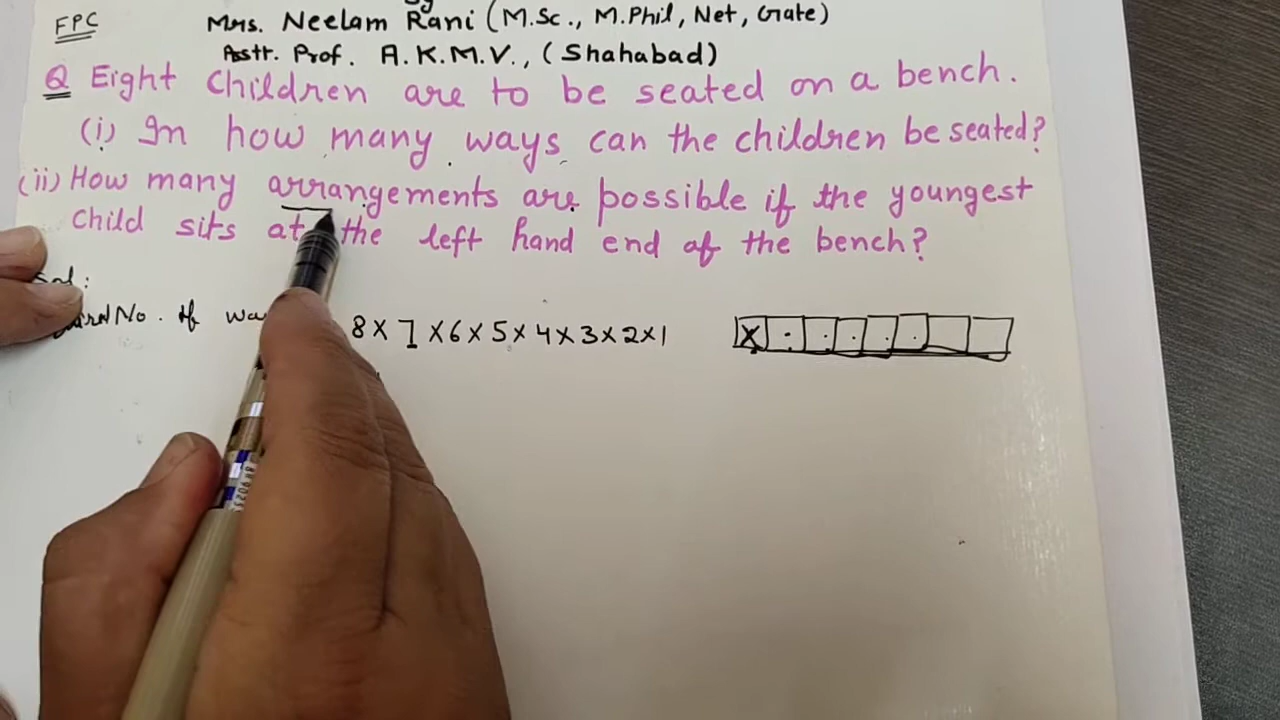 FPC
By
Mrs. Neelam Rani (M.Sc., M.Phil, Net, Gate)
Asstt. Prof. A.K.M.V., (Shahabad)
Q Eight Children are to be seated on a bench.
(i) In how many ways can the children be seated?
(ii) How many arrangements are possible if the youngest
child sits at the left hand end of the bench?
Sol:
No. of
8 × 7 × 6 × 5 × 4 × 3 × 2 × 1